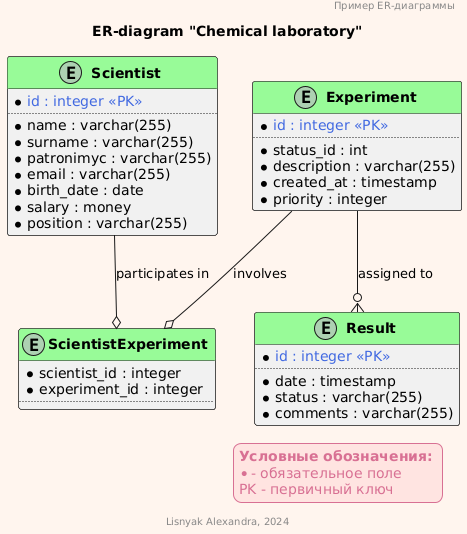 Пример ER-диаграммы
ER-diagram "Chemical laboratory"
E Scientist
id : integer «PK»
name : varchar(255)
surname : varchar(255)
patronimyc : varchar(255)
email : varchar(255)
birth_date : date
salary : money
position : varchar(255)
E Experiment
id : integer «PK»
status_id : int
description : varchar(255)
created_at : timestamp
priority : integer
participates in
involves
assigned to
E ScientistExperiment
scientist_id : integer
experiment_id : integer
E Result
id : integer «PK»
date : timestamp
status : varchar(255)
comments : varchar(255)
Условные обозначения:
• - обязательное поле
PK - первичный ключ
Lisnyak Alexandra, 2024